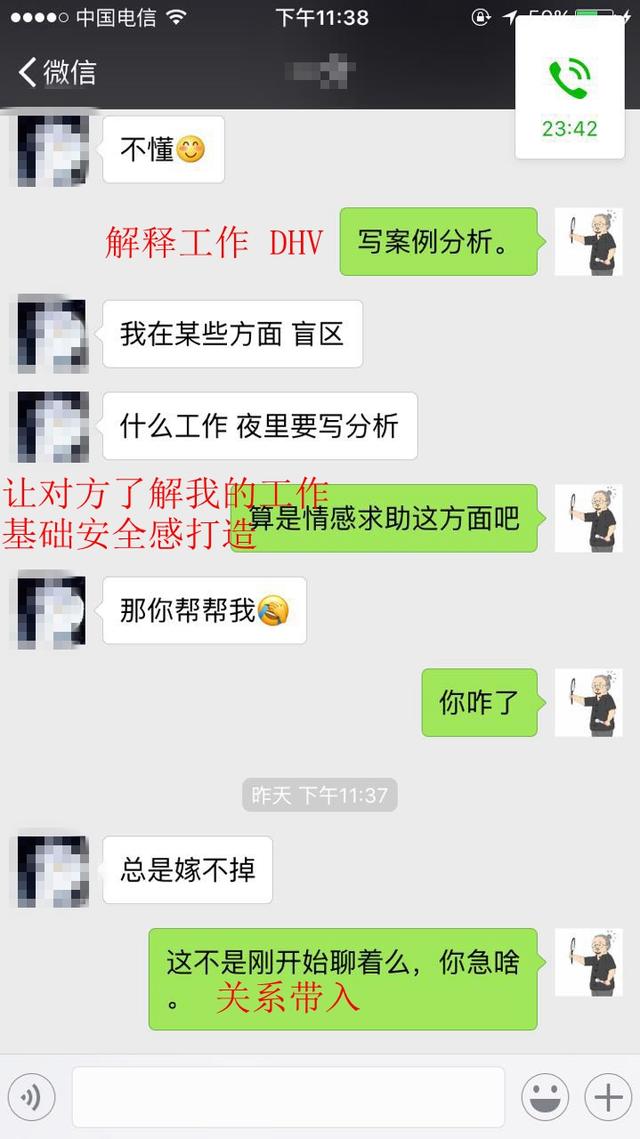 中国电信 下午11:38 59%
微信
23:42
不懂😊
解释工作 DHV 写案例分析。
我在某些方面 盲区
什么工作 夜里要写分析
让对方了解我的工作
基础安全感打造
算是情感求助这方面吧
那你帮帮我🤣
你咋了
昨天 下午11:37
总是嫁不掉
这不是刚开始聊着么，你急啥
。 关系带入